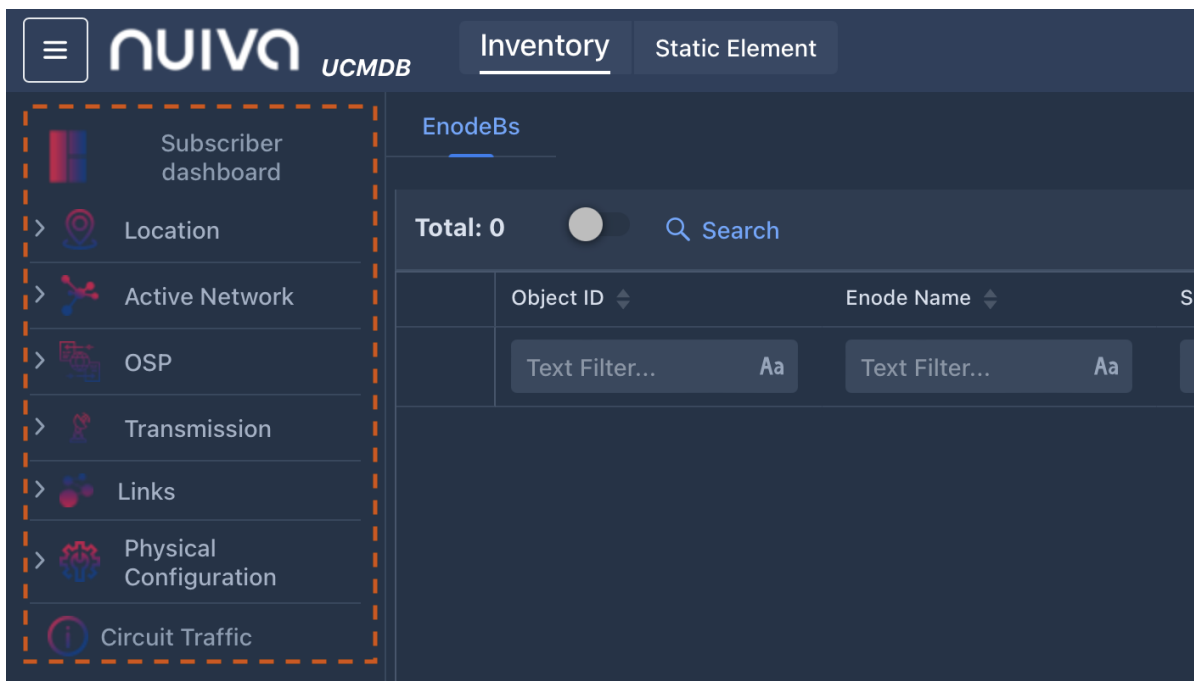 nuiva UCMDB
Inventory
Static Element
Subscriber
dashboard
Location
Active Network
OSP
Transmission
Links
Physical
Configuration
Circuit Traffic
EnodeBs
Total: 0
Search
Object ID
Enode Name
S
Text Filter...
Aa
Text Filter...
Aa